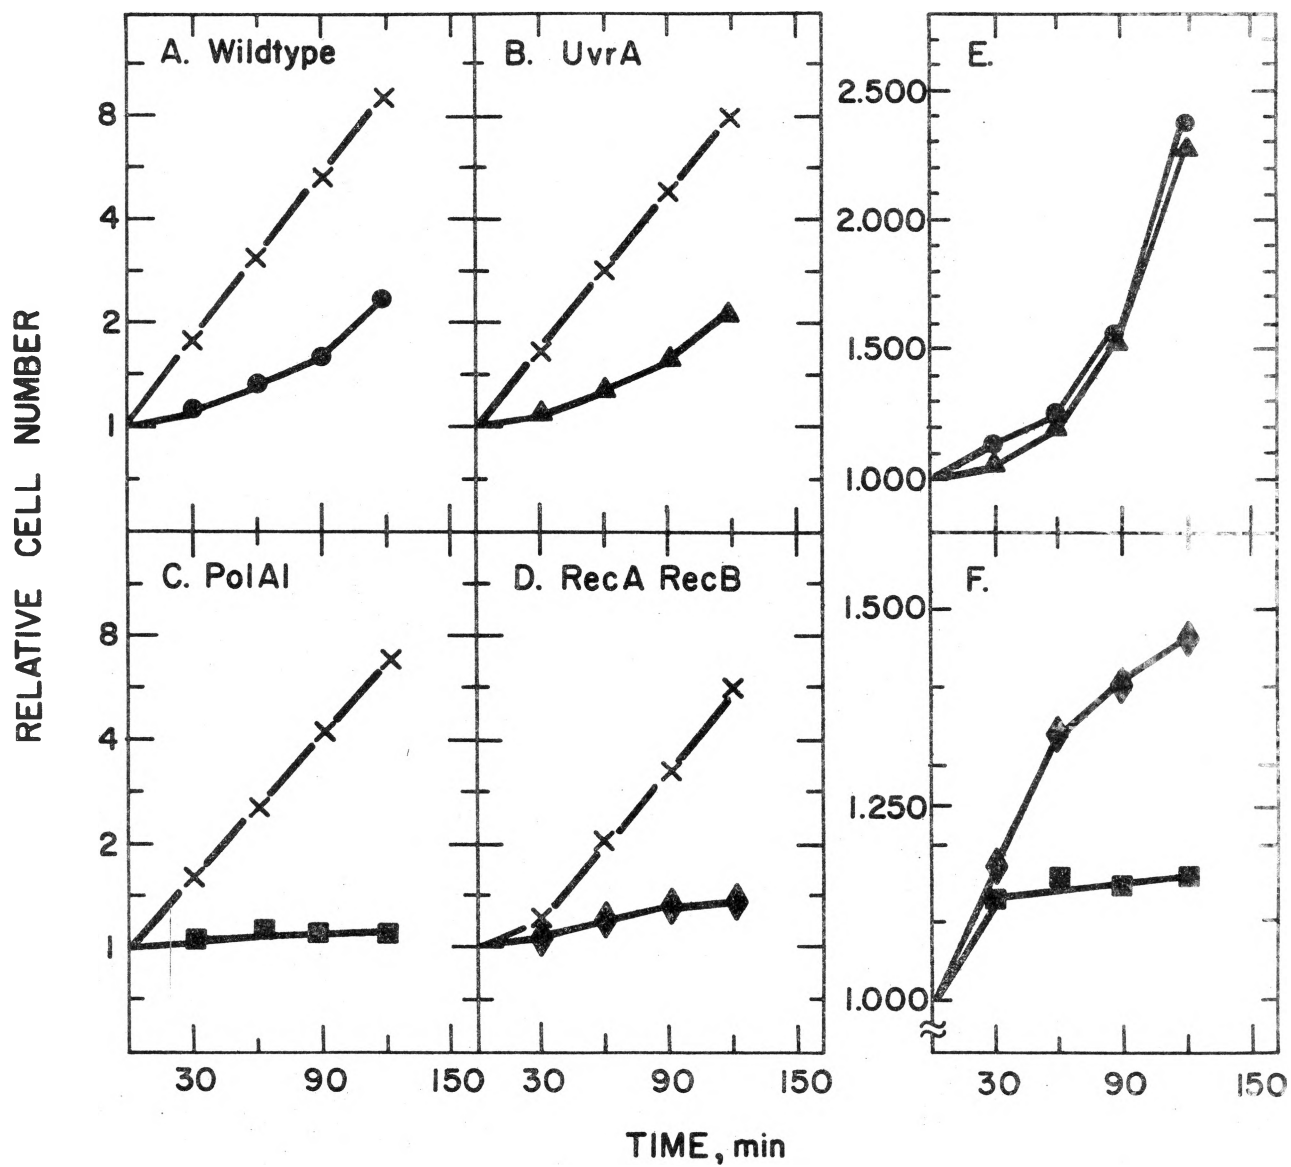 A. Wildtype
B. UvrA
E.
8
4
2
1
2.500
2.000
1.500
1.000
C. PolAI
D. RecA RecB
F.
8
4
2
1
1.500
1.250
1.000
30 90 150 30 90 150 30 90 150
RELATIVE CELL NUMBER
TIME, min